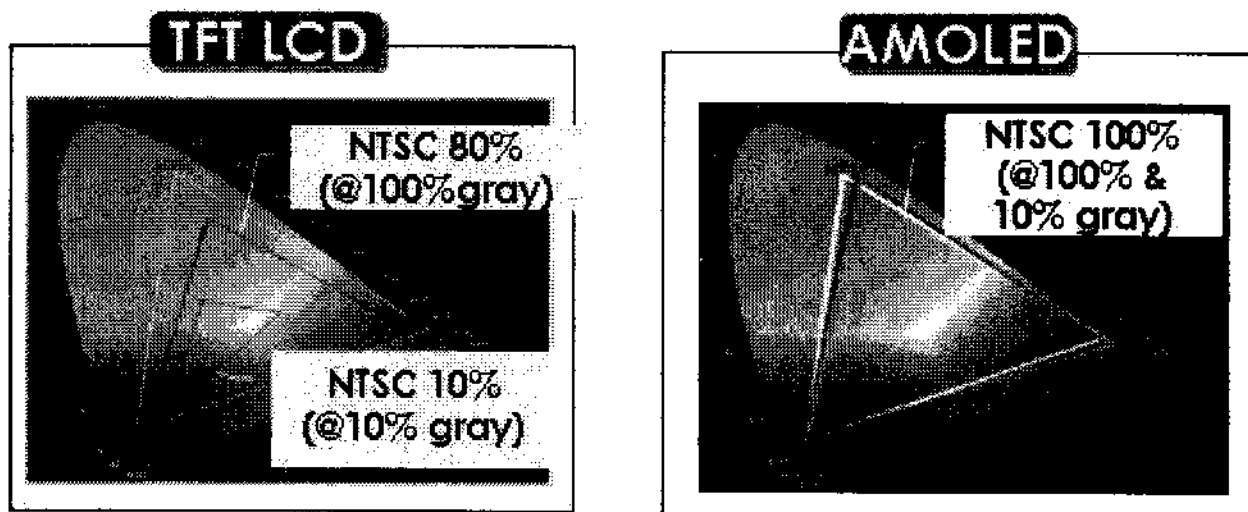 TFT LCD
NTSC 80%
(@100%gray)
NTSC 10%
(@10% gray)
AMOLED
NTSC 100%
(@100% &
10% gray)